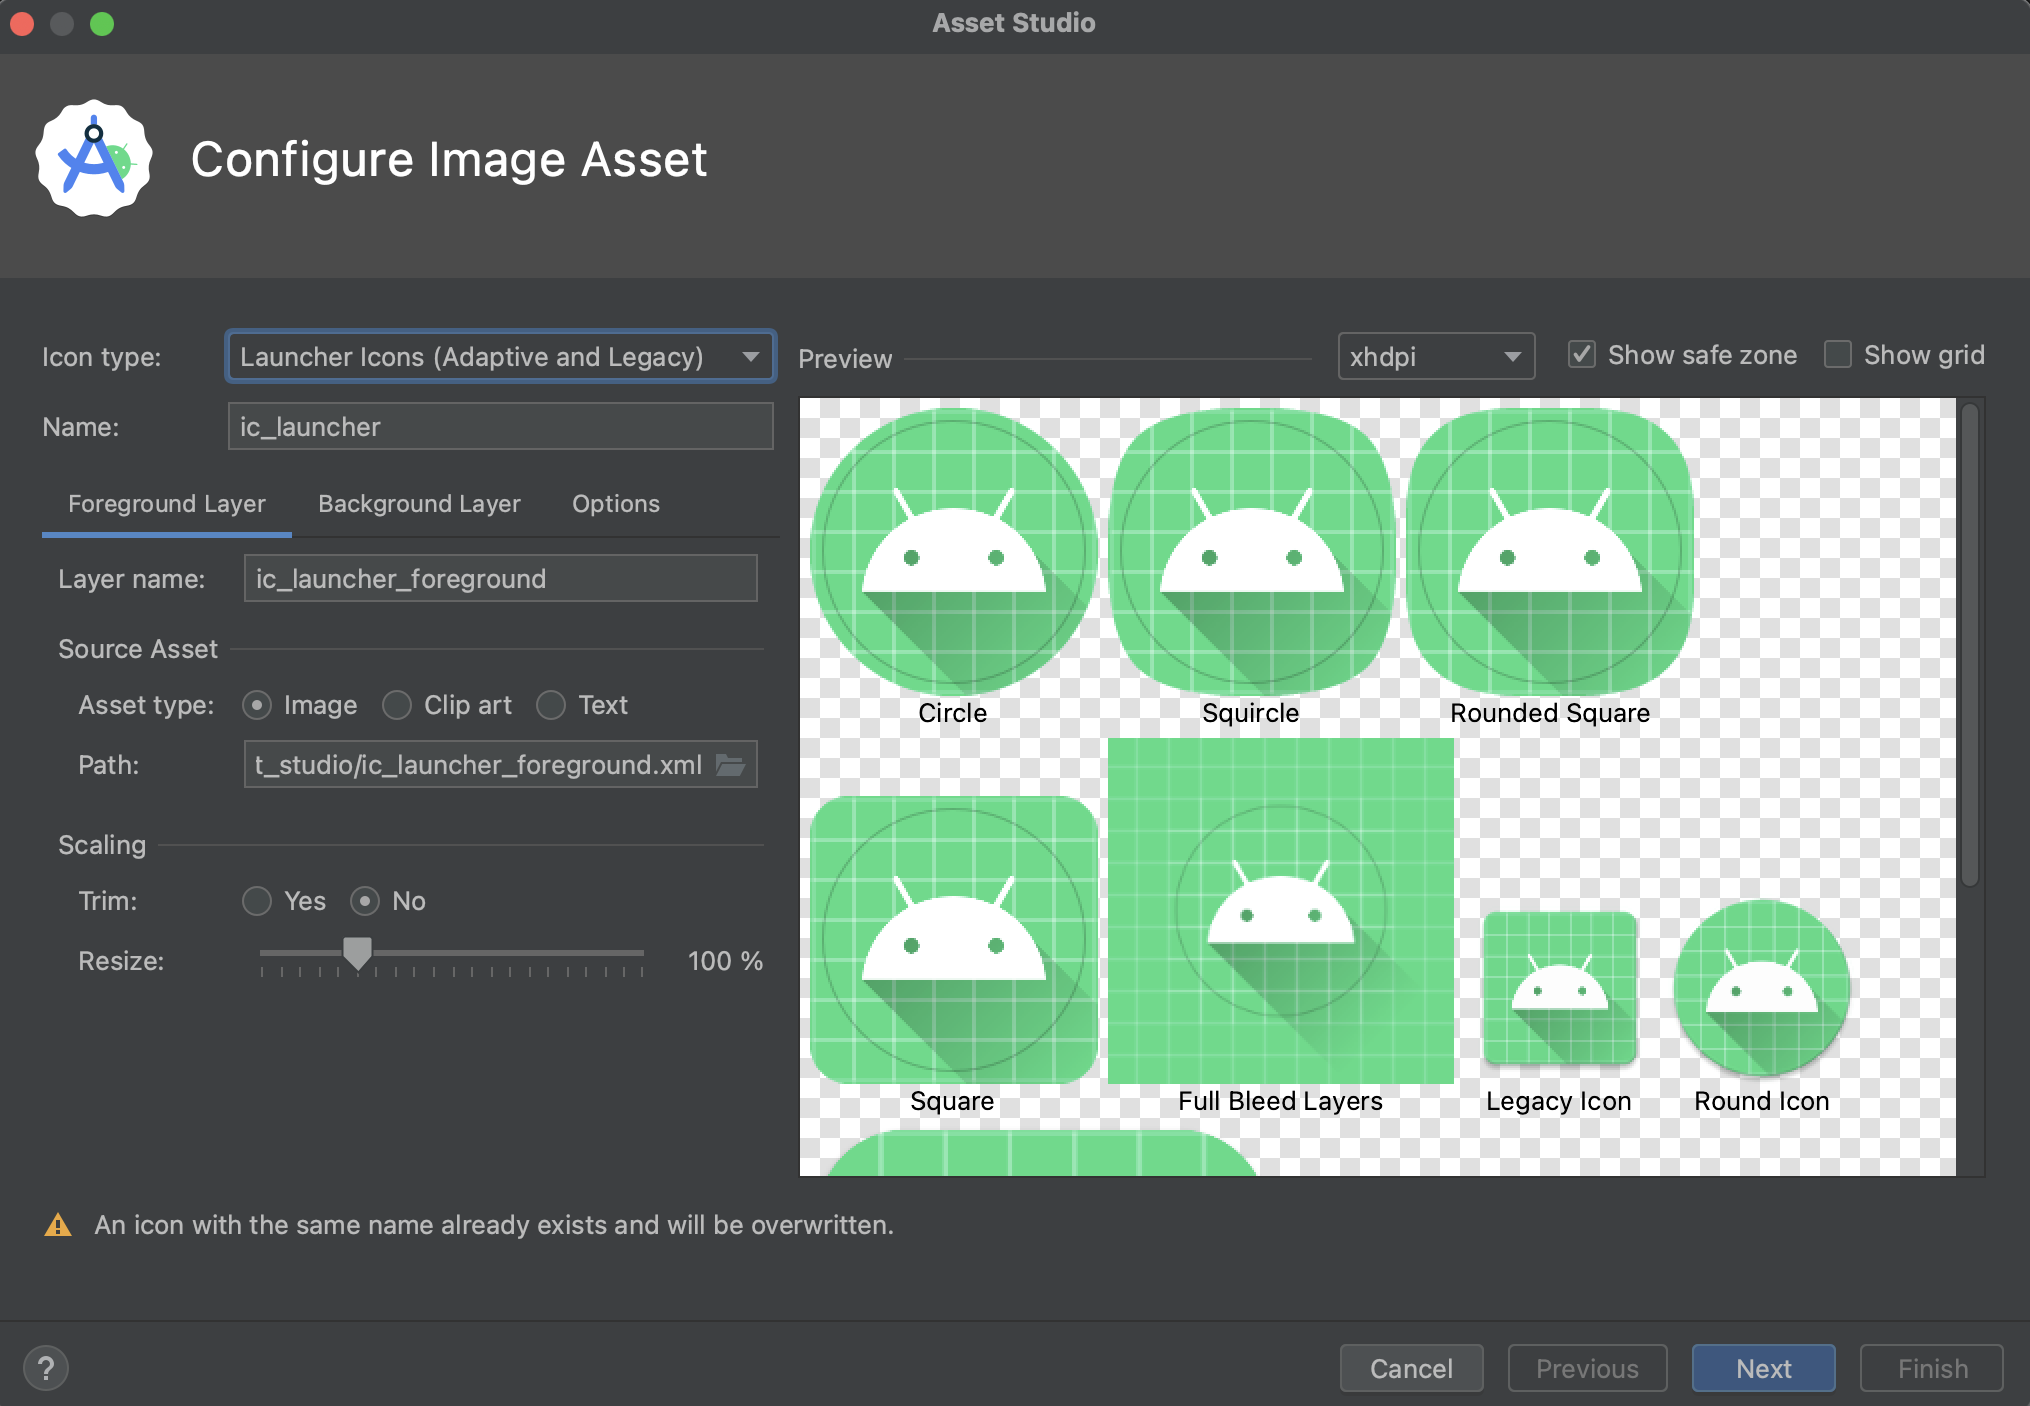 Asset Studio
Configure Image Asset
Icon type: Launcher Icons (Adaptive and Legacy)
Name: ic_launcher
Foreground Layer Background Layer Options
Layer name: ic_launcher_foreground
Source Asset
Asset type: Image Clip art Text
Path: t_studio/ic_launcher_foreground.xml
Scaling
Trim: Yes No
Resize: 100 %
Preview xhdpi Show safe zone Show grid
Circle Squircle Rounded Square
Square Full Bleed Layers Legacy Icon Round Icon
An icon with the same name already exists and will be overwritten.
? Cancel Previous Next Finish